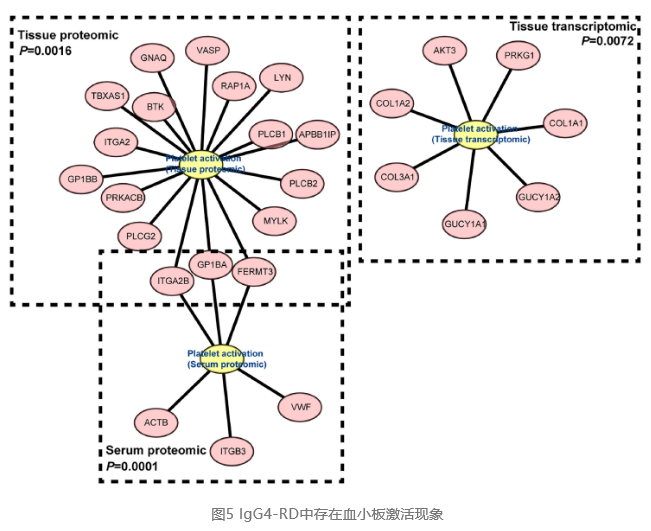 Tissue proteomic
P=0.0016
GNAQ
VASP
LYN
RAP1A
TBXAS1
BTK
PLCB1
APBB1IP
ITGA2
Platelet activation
(Tissue proteomic)
GP1BB
PRKACB
PLCB2
MYLK
PLCG2
ITGA2B
GP1BA
FERMT3
Platelet activation
(Serum proteomic)
ACTB
ITGB3
VWF
Serum proteomic
P=0.0001
Tissue transcriptomic
P=0.0072
AKT3
PRKG1
COL1A2
COL1A1
Platelet activation
(Tissue transcriptomic)
COL3A1
GUCY1A2
GUCY1A1
图5 IgG4-RD中存在血小板激活现象